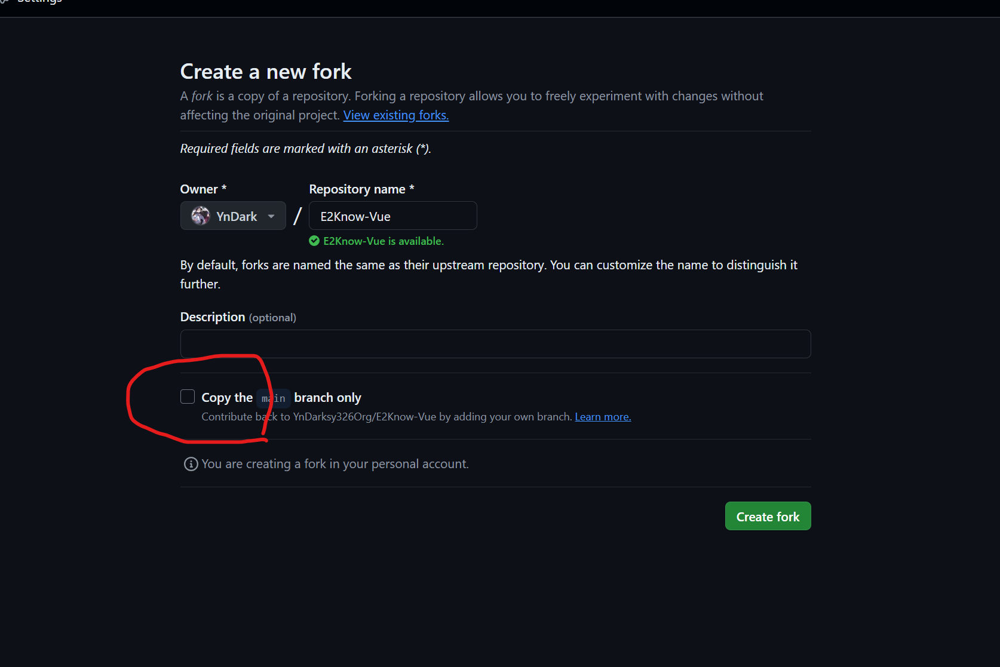 Settings
Create a new fork
A fork is a copy of a repository. Forking a repository allows you to freely experiment with changes without
affecting the original project. View existing forks.
Required fields are marked with an asterisk (*).
Owner * Repository name *
YnDark / E2Know-Vue
E2Know-Vue is available.
By default, forks are named the same as their upstream repository. You can customize the name to distinguish it
further.
Description (optional)
Copy the main branch only
Contribute back to YnDarksy326Org/E2Know-Vue by adding your own branch. Learn more.
You are creating a fork in your personal account.
Create fork